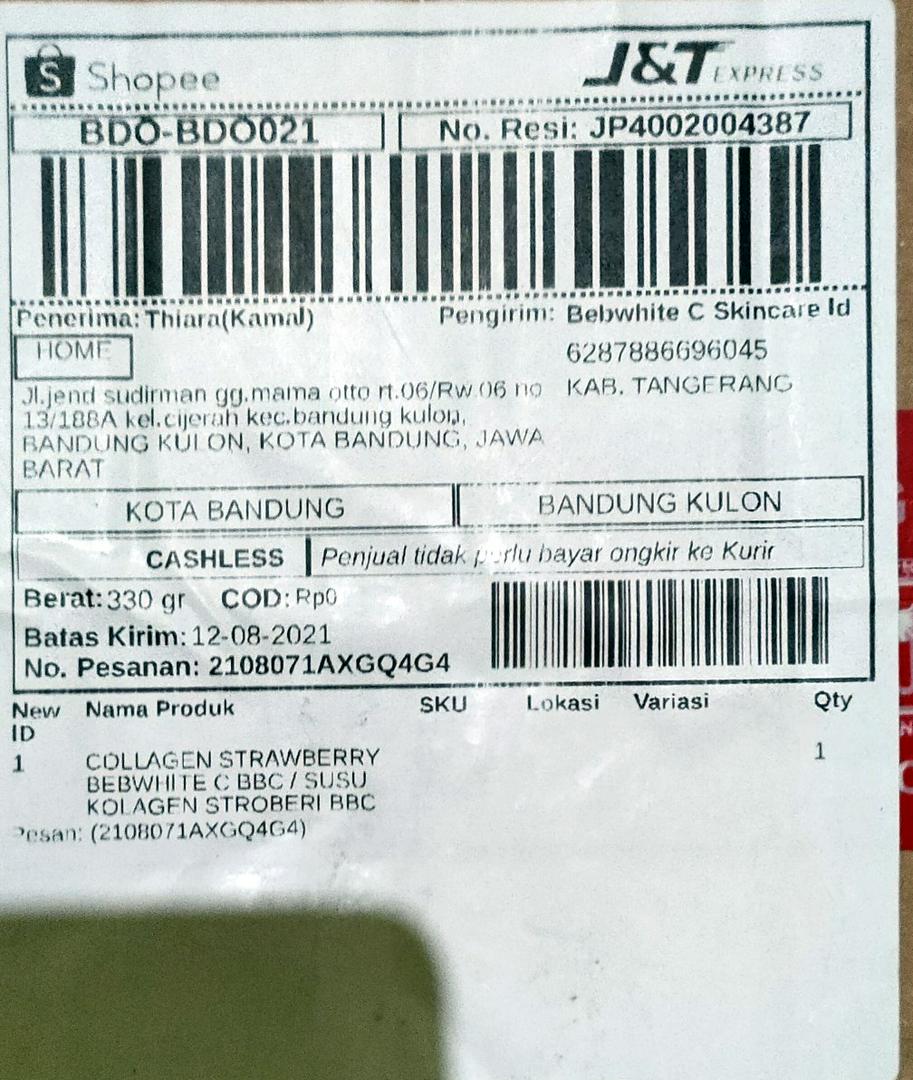 Shopee
J&T EXPRESS
BDO-BDO021
No. Resi: JP4002004387
Penerima: Thiara(Kamal)
Pengirim: Bebwhite C Skincare Id
HOME
6287886696045
KAB. TANGERANG
Jl.jend sudirman gg.mama otto rt.06/Rw.06 no
13/188A kel.cijerah kec.bandung kulon,
BANDUNG KULON, KOTA BANDUNG, JAWA
BARAT
KOTA BANDUNG
BANDUNG KULON
CASHLESS
Penjual tidak perlu bayar ongkir ke Kurir
Berat: 330 gr COD: Rp0
Batas Kirim: 12-08-2021
No. Pesanan: 2108071AXGQ4G4
New Nama Produk SKU Lokasi Variasi Qty
ID
1 COLLAGEN STRAWBERRY 1
BEBWHITE C BBC / SUSU
KOLAGEN STROBERI BBC
Pesan: (2108071AXGQ4G4)